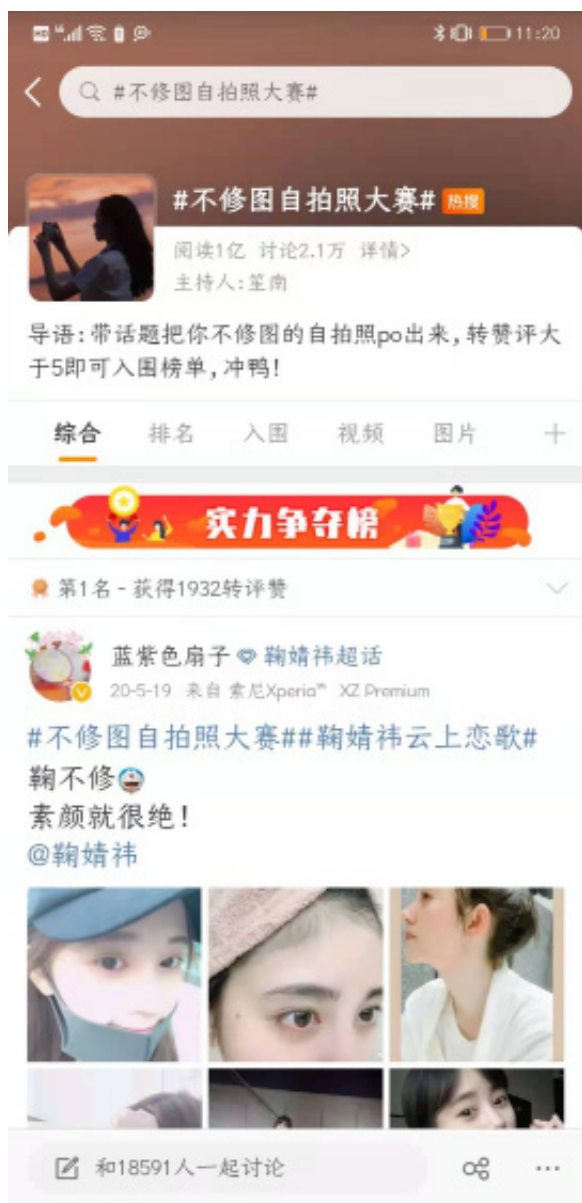 11:20
#不修图自拍照大赛#
#不修图自拍照大赛# 热搜
阅读1亿 讨论2.1万 详情>
主持人:笙南
导语:带话题把你不修图的自拍照po出来,转赞评大
于5即可入围榜单,冲鸭!
综合 排名 入围 视频 图片
实力争夺榜
第1名 - 获得1932转评赞
蓝紫色扇子 鞠婧祎超话
20-5-19 来自 索尼Xperia™ XZ Premium
#不修图自拍照大赛##鞠婧祎云上恋歌#
鞠不修
素颜就很绝!
@鞠婧祎
和18591人一起讨论